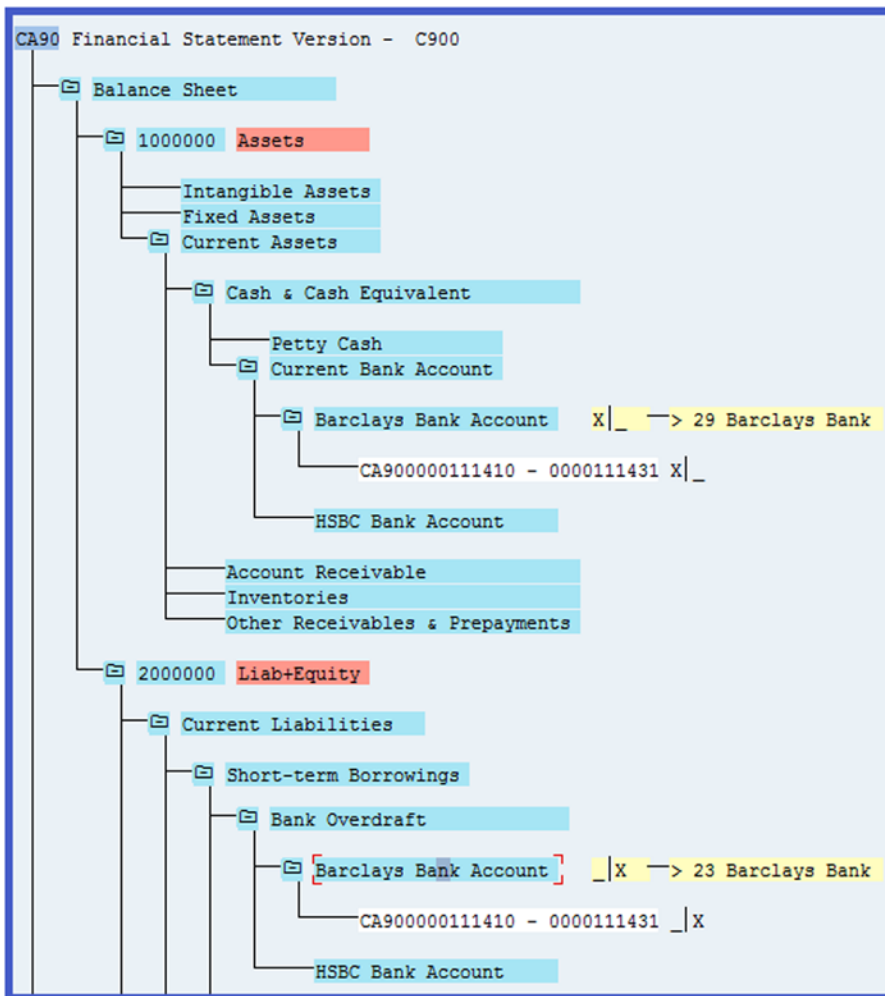 CA90 Financial Statement Version - C900
Balance Sheet
1000000 Assets
Intangible Assets
Fixed Assets
Current Assets
Cash & Cash Equivalent
Petty Cash
Current Bank Account
Barclays Bank Account X|_ > 29 Barclays Bank
CA900000111410 - 0000111431 X|_
HSBC Bank Account
Account Receivable
Inventories
Other Receivables & Prepayments
2000000 Liab+Equity
Current Liabilities
Short-term Borrowings
Bank Overdraft
Barclays Bank Account _|X > 23 Barclays Bank
CA900000111410 - 0000111431 _|X
HSBC Bank Account